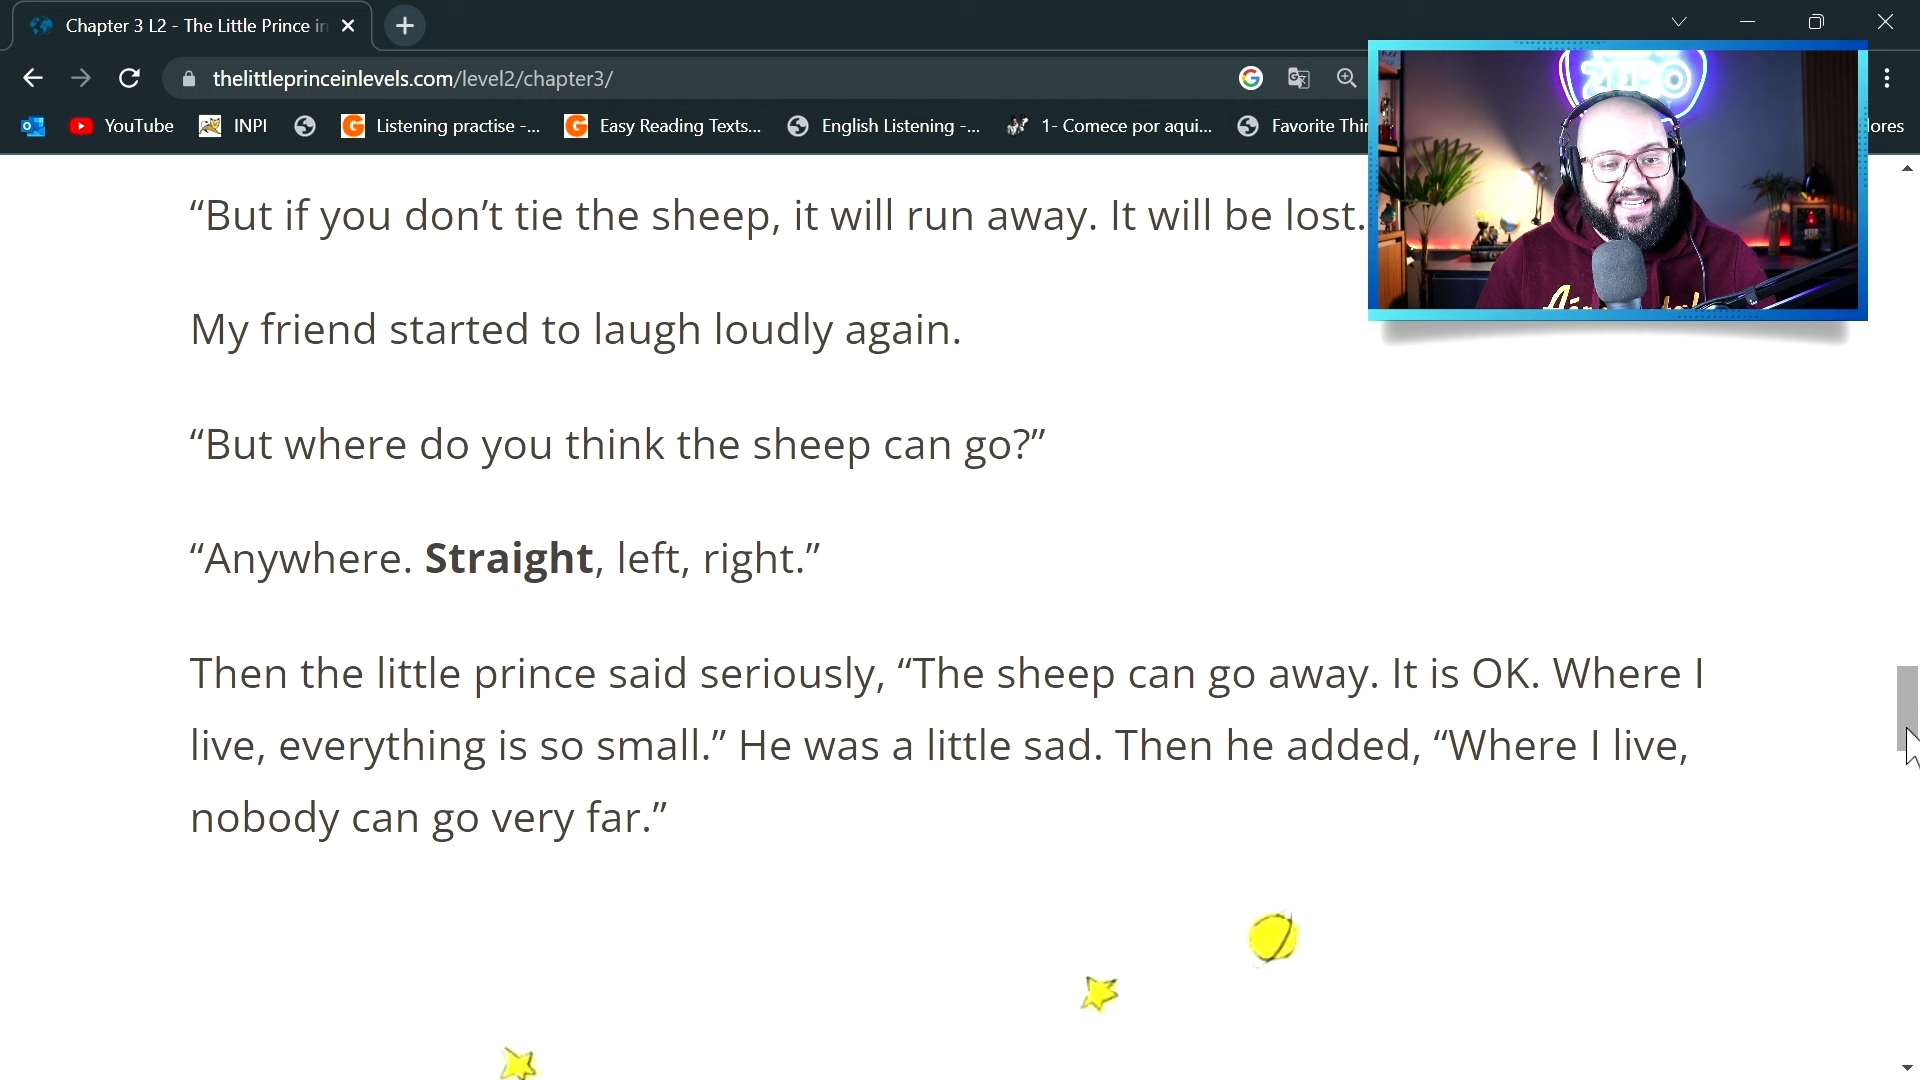 Chapter 3 L2 - The Little Prince in
thelittleprinceinlevels.com/level2/chapter3/
YouTube INPI Listening practise -... Easy Reading Texts... English Listening -... 1- Comece por aqui... Favorite Thin lores
ZERO
“But if you don’t tie the sheep, it will run away. It will be lost.
My friend started to laugh loudly again.
“But where do you think the sheep can go?”
“Anywhere. Straight, left, right.”
Then the little prince said seriously, “The sheep can go away. It is OK. Where I
live, everything is so small.” He was a little sad. Then he added, “Where I live,
nobody can go very far.”